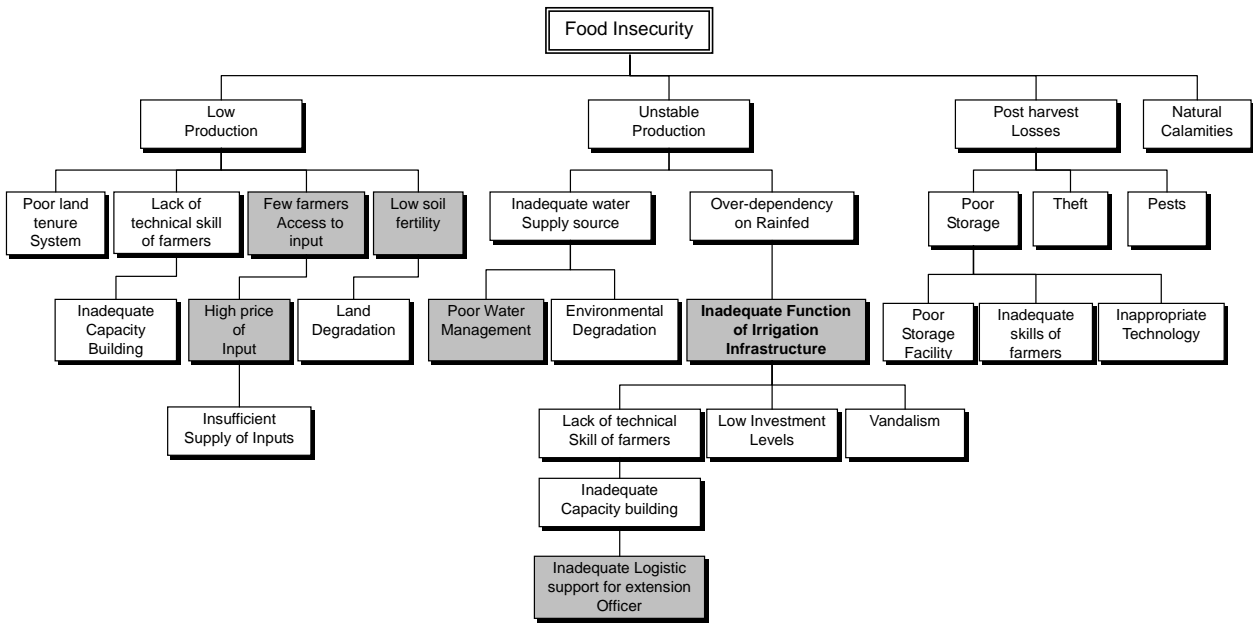 Food Insecurity
Low
Production
Unstable
Production
Post harvest
Losses
Natural
Calamities
Poor land
tenure
System
Lack of
technical skill
of farmers
Few farmers
Access to
input
Low soil
fertility
Inadequate water
Supply source
Over-dependency
on Rainfed
Poor
Storage
Theft
Pests
Inadequate
Capacity
Building
High price
of
Input
Land
Degradation
Poor Water
Management
Environmental
Degradation
Inadequate Function
of Irrigation
Infrastructure
Poor
Storage
Facility
Inadequate
skills of
farmers
Inappropriate
Technology
Insufficient
Supply of Inputs
Lack of technical
Skill of farmers
Low Investment
Levels
Vandalism
Inadequate
Capacity building
Inadequate Logistic
support for extension
Officer